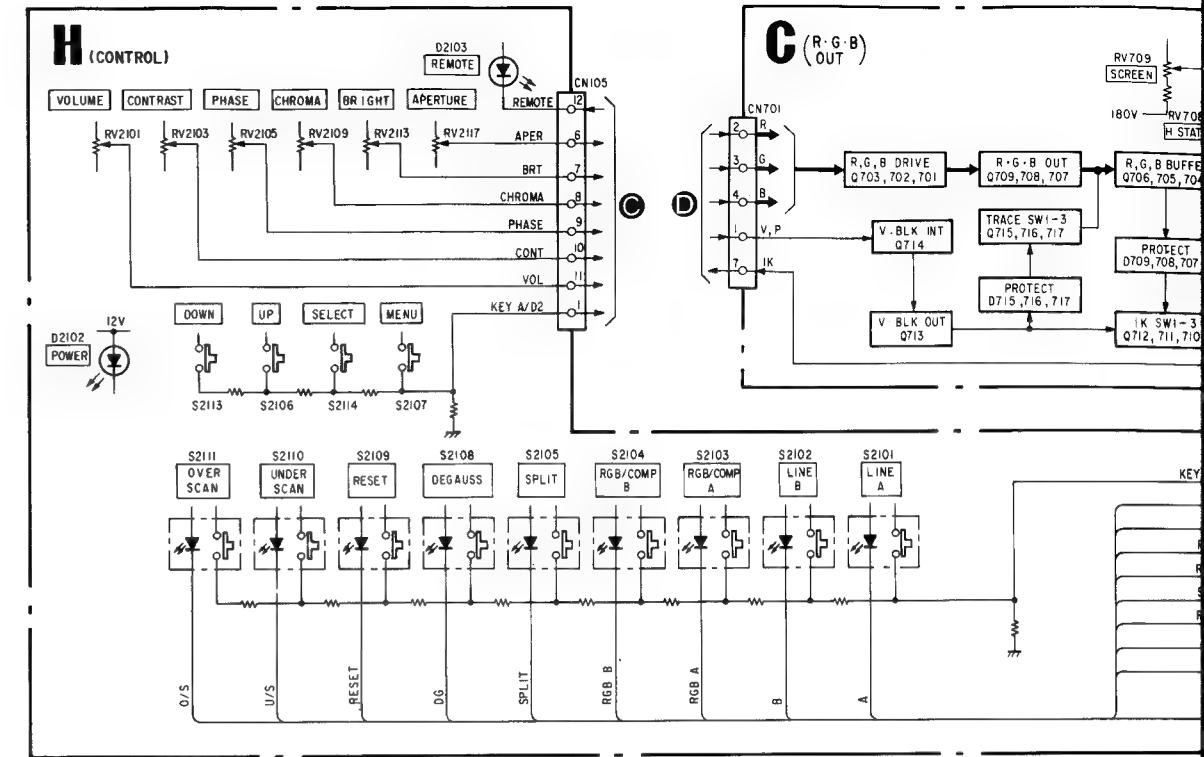 H (CONTROL)
D2103
REMOTE
CN105
VOLUME CONTRAST PHASE CHROMA BRIGHT APERTURE
REMOTE 12
RV2101 RV2103 RV2105 RV2109 RV2113 RV2117
APER 6
BRT 7
CHROMA 8
PHASE 9
CONT 10
VOL 11
KEY A/D2 1
C
D
D2102
POWER
12V
DOWN UP SELECT MENU
S2113 S2106 S2114 S2107
C (R·G·B OUT)
RV709
SCREEN
180V
RV708
H STAT
CN701
2 R
3 G
4 B
1 V,P
7 IK
R,G,B DRIVE
Q703, 702, 701
R·G·B OUT
Q709, 708, 707
R,G,B BUFFE
Q706, 705, 704
V·BLK INT
Q714
TRACE SW1-3
Q715, 716, 717
PROTECT
D709, 708, 707
PROTECT
D715, 716, 717
V·BLK OUT
Q713
IK SW1-3
Q712, 711, 710
S2111 S2110 S2109 S2108 S2105 S2104 S2103 S2102 S2101
OVER SCAN
UNDER SCAN
RESET
DEGAUSS
SPLIT
RGB/COMP B
RGB/COMP A
LINE B
LINE A
KEY
O/S
U/S
RESET
DG
SPLIT
RGB B
RGB A
B
A